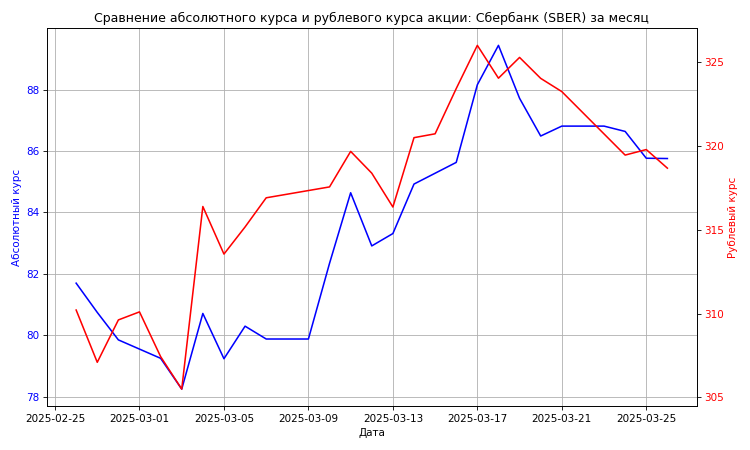 Сравнение абсолютного курса и рублевого курса акции: Сбербанк (SBER) за месяц
Абсолютный курс
88
86
84
82
80
78
325
320
315
310
305
Рублевый курс
2025-02-25 2025-03-01 2025-03-05 2025-03-09 2025-03-13 2025-03-17 2025-03-21 2025-03-25
Дата